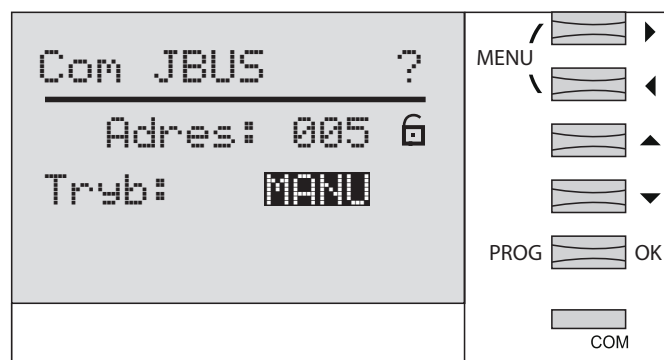 Com JBUS ?
Adres: 005
Tryb: MANU
MENU
PROG OK
COM